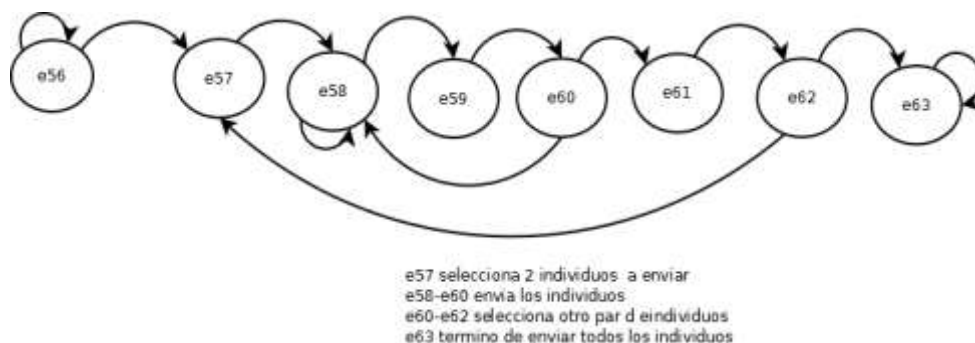 e56
e57
e58
e59
e60
e61
e62
e63
e57 selecciona 2 individuos a enviar
e58-e60 envia los individuos
e60-e62 selecciona otro par d eindividuos
e63 termino de enviar todos los individuos